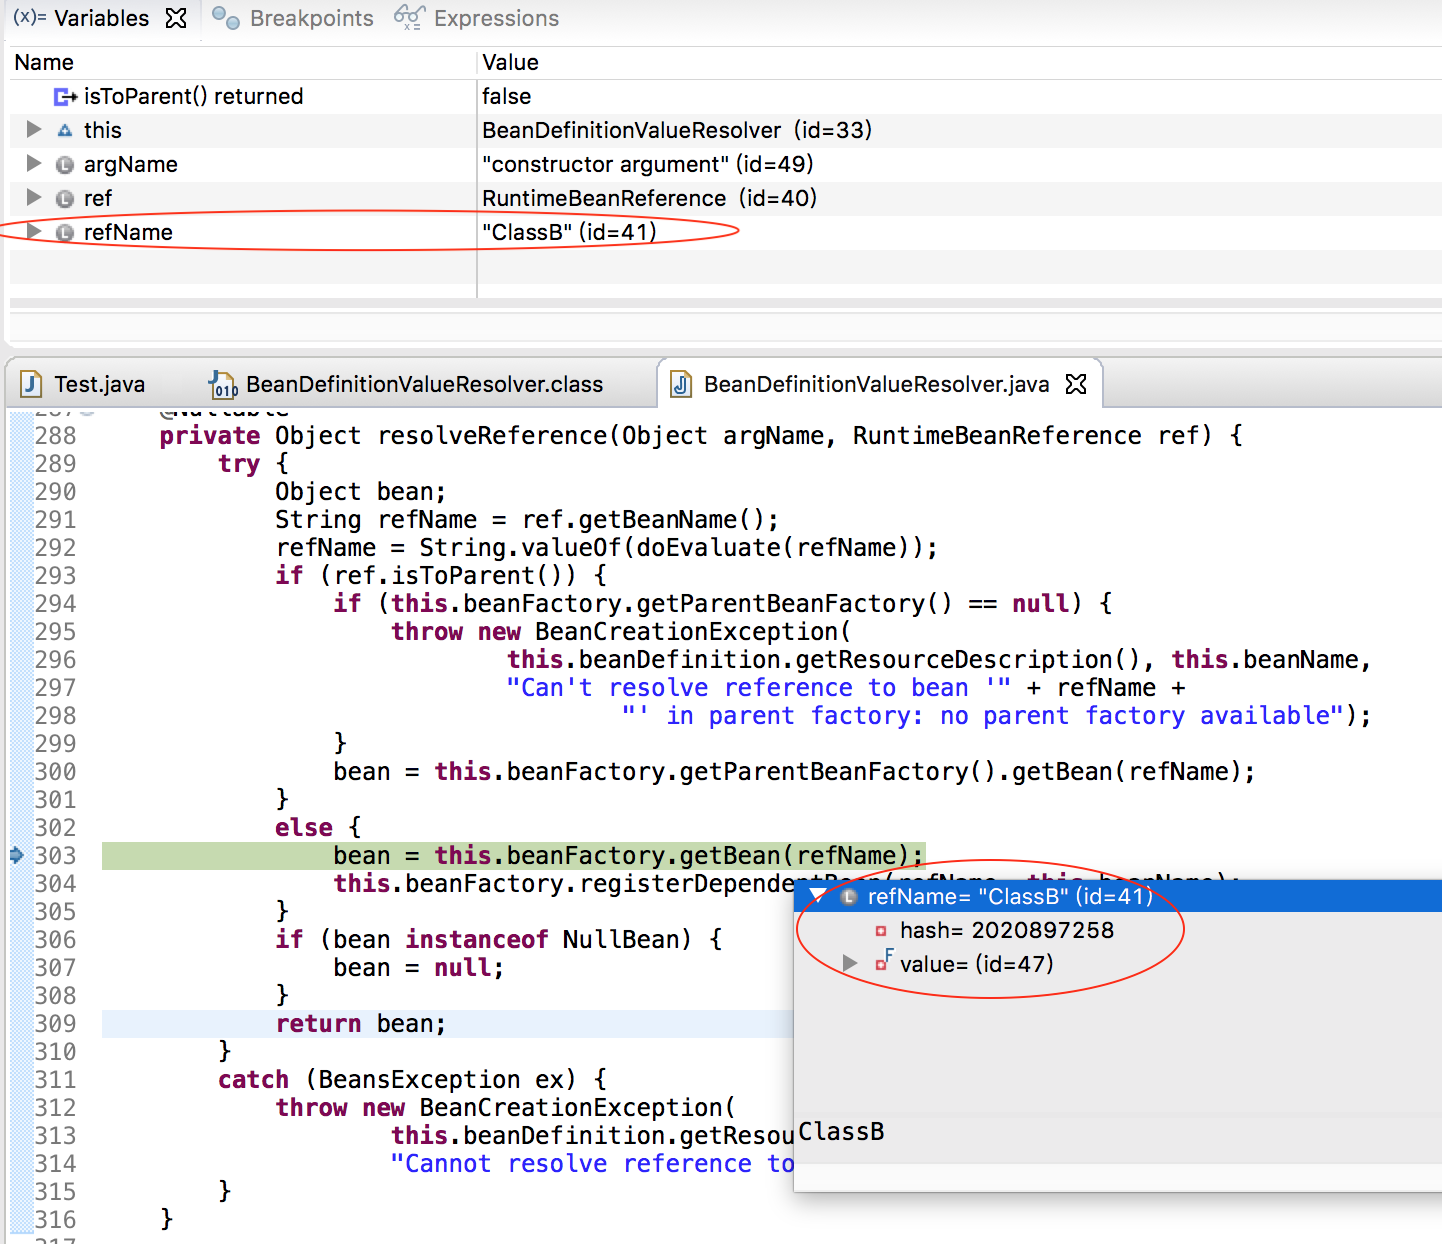 (x)= Variables Breakpoints Expressions
Name Value
isToParent() returned false
this BeanDefinitionValueResolver (id=33)
L argName "constructor argument" (id=49)
L ref RuntimeBeanReference (id=40)
L refName "ClassB" (id=41)
Test.java BeanDefinitionValueResolver.class BeanDefinitionValueResolver.java
287 @Nullable
288 private Object resolveReference(Object argName, RuntimeBeanReference ref) {
289 try {
290 Object bean;
291 String refName = ref.getBeanName();
292 refName = String.valueOf(doEvaluate(refName));
293 if (ref.isToParent()) {
294 if (this.beanFactory.getParentBeanFactory() == null) {
295 throw new BeanCreationException(
296 this.beanDefinition.getResourceDescription(), this.beanName,
297 "Can't resolve reference to bean '" + refName +
298 "' in parent factory: no parent factory available");
299 }
300 bean = this.beanFactory.getParentBeanFactory().getBean(refName);
301 }
302 else {
303 bean = this.beanFactory.getBean(refName);
304 this.beanFactory.registerDependentBean(refName, this.beanName);
L refName= "ClassB" (id=41)
305 }
hash= 2020897258
306 if (bean instanceof NullBean) {
F value= (id=47)
307 bean = null;
308 }
309 return bean;
310 }
311 catch (BeansException ex) {
312 throw new BeanCreationException(
313 this.beanDefinition.getResou
ClassB
314 "Cannot resolve reference to
315 }
316 }
317